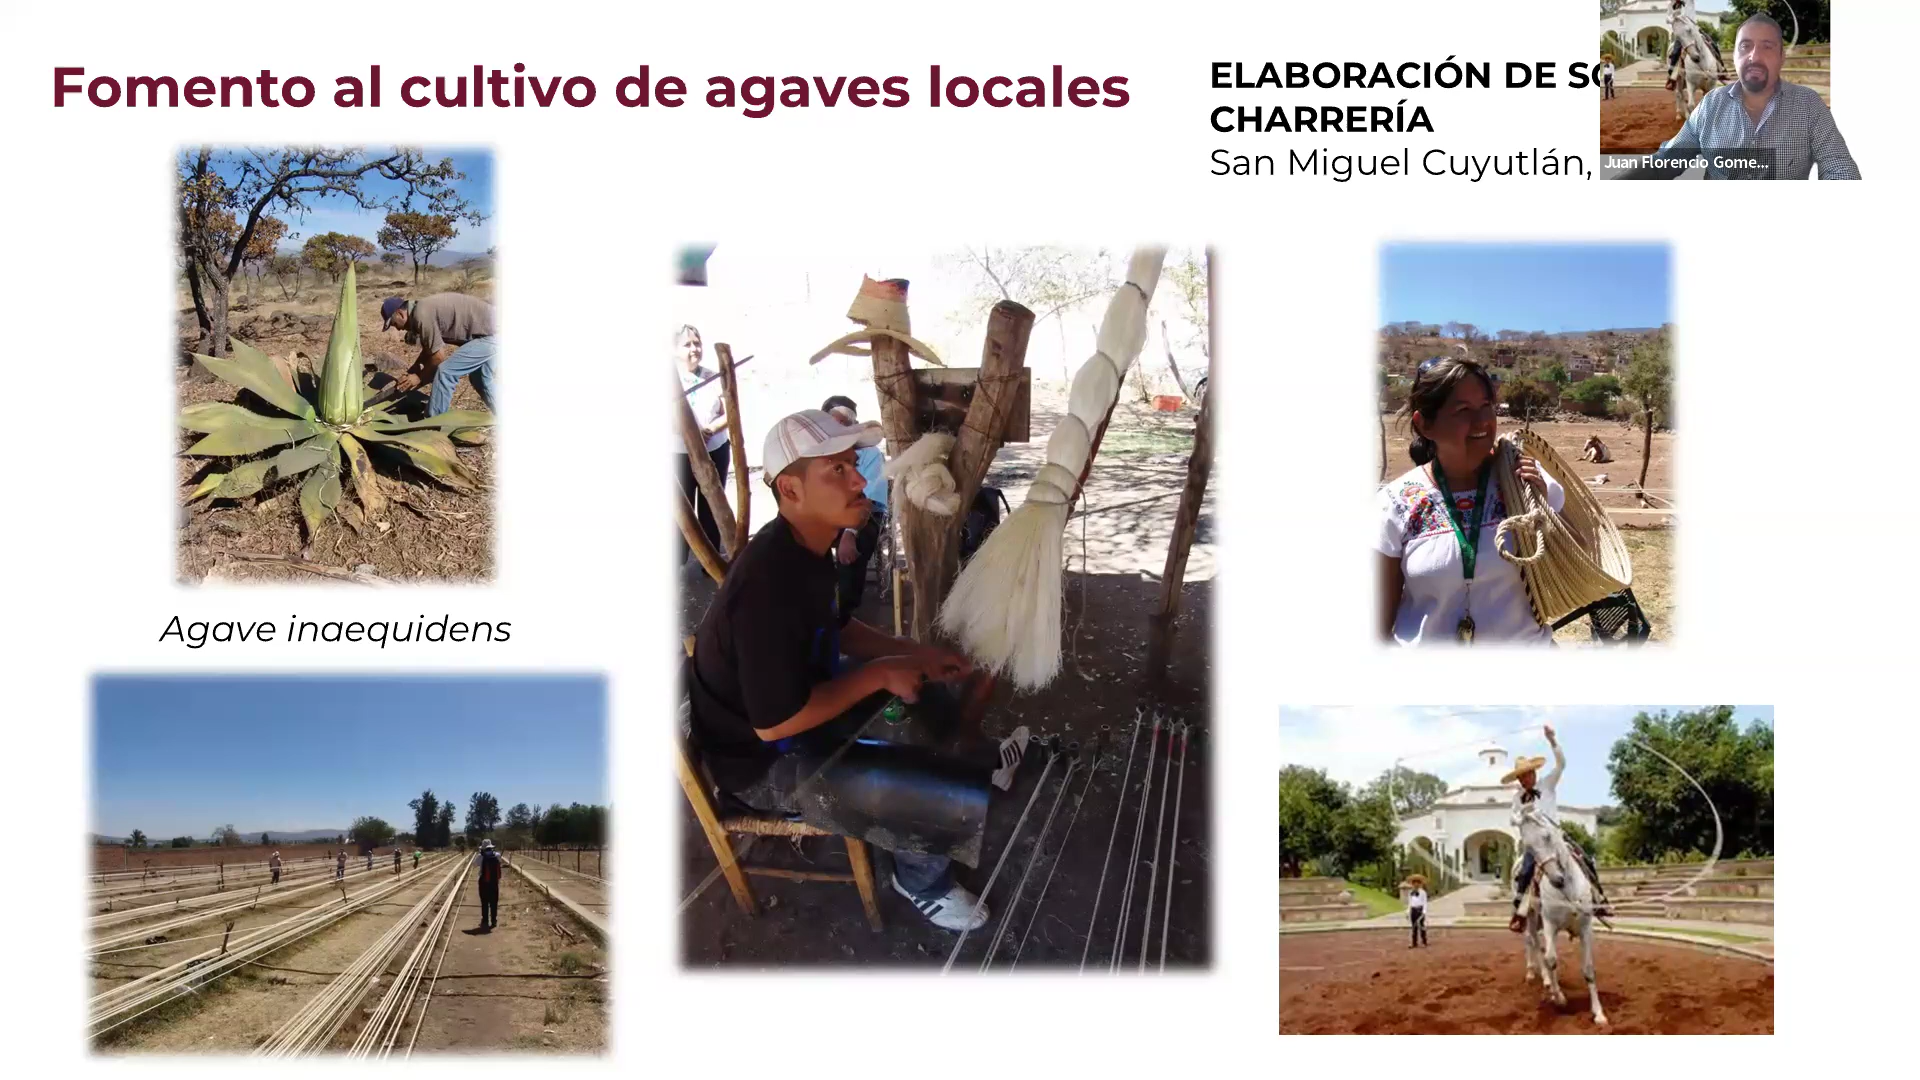 Fomento al cultivo de agaves locales
ELABORACIÓN DE
CHARRERÍA
San Miguel Cuyutlán,
Juan Florencio Gome...
Agave inaequidens